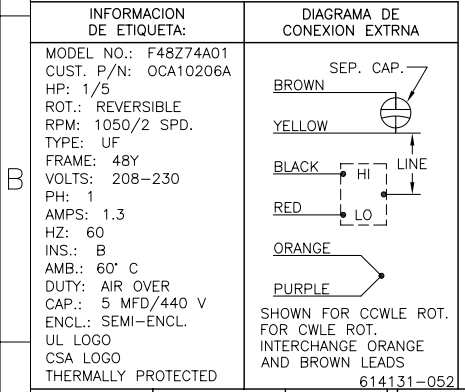 INFORMACION
DE ETIQUETA:
MODEL NO.: F48Z74A01
CUST. P/N: OCA10206A
HP: 1/5
ROT.: REVERSIBLE
RPM: 1050/2 SPD.
TYPE: UF
FRAME: 48Y
VOLTS: 208-230
PH: 1
AMPS: 1.3
HZ: 60
INS.: B
AMB.: 60° C
DUTY: AIR OVER
CAP.: 5 MFD/440 V
ENCL.: SEMI-ENCL.
UL LOGO
CSA LOGO
THERMALLY PROTECTED
B
DIAGRAMA DE
CONEXION EXTRNA
SEP. CAP.
BROWN
YELLOW
BLACK
HI
LINE
RED
LO
ORANGE
PURPLE
SHOWN FOR CCWLE ROT.
FOR CWLE ROT.
INTERCHANGE ORANGE
AND BROWN LEADS
614131-052